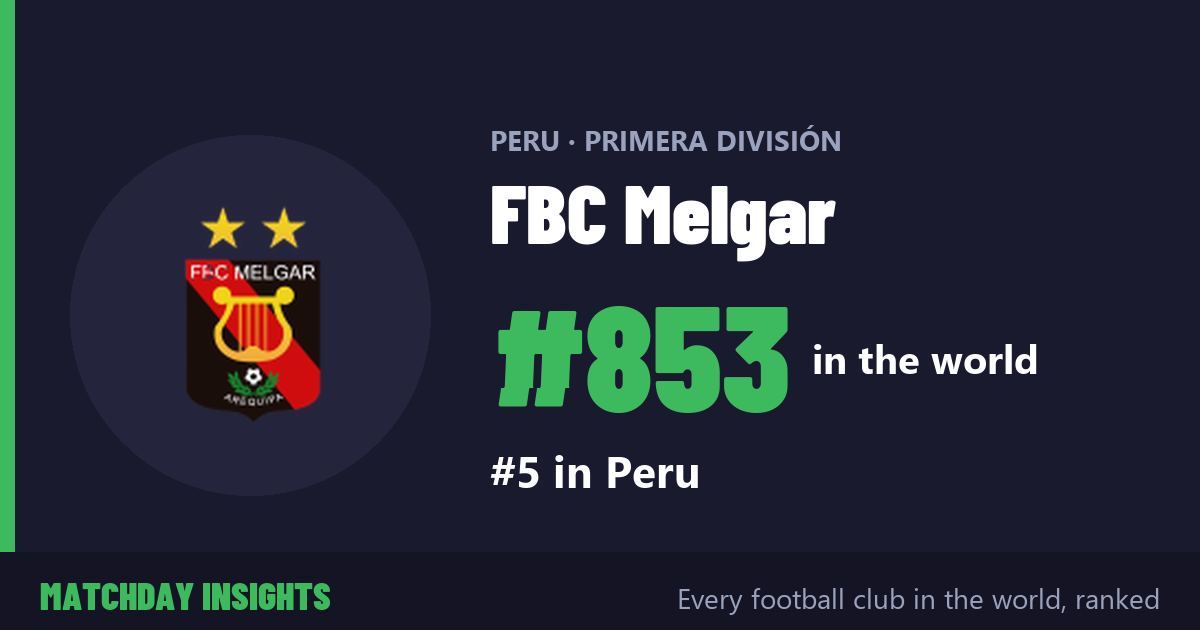 PERU · PRIMERA DIVISIÓN
FBC Melgar
#853 in the world
#5 in Peru
FBC MELGAR
AREQUIPA
MATCHDAY INSIGHTS
Every football club in the world, ranked